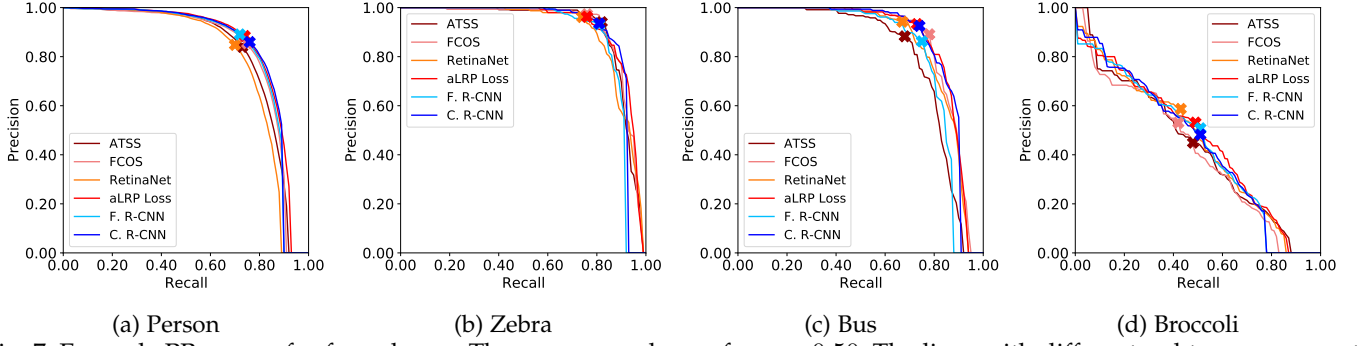 1.00
0.80
0.60
0.40
0.20
0.00
Precision
ATSS
FCOS
RetinaNet
aLRP Loss
F. R-CNN
C. R-CNN
0.00 0.20 0.40 0.60 0.80 1.00
Recall
(a) Person
1.00
0.80
0.60
0.40
0.20
0.00
Precision
ATSS
FCOS
RetinaNet
aLRP Loss
F. R-CNN
C. R-CNN
0.00 0.20 0.40 0.60 0.80 1.00
Recall
(b) Zebra
1.00
0.80
0.60
0.40
0.20
0.00
Precision
ATSS
FCOS
RetinaNet
aLRP Loss
F. R-CNN
C. R-CNN
0.00 0.20 0.40 0.60 0.80 1.00
Recall
(c) Bus
1.00
0.80
0.60
0.40
0.20
0.00
Precision
ATSS
FCOS
RetinaNet
aLRP Loss
F. R-CNN
C. R-CNN
0.00 0.20 0.40 0.60 0.80 1.00
Recall
(d) Broccoli